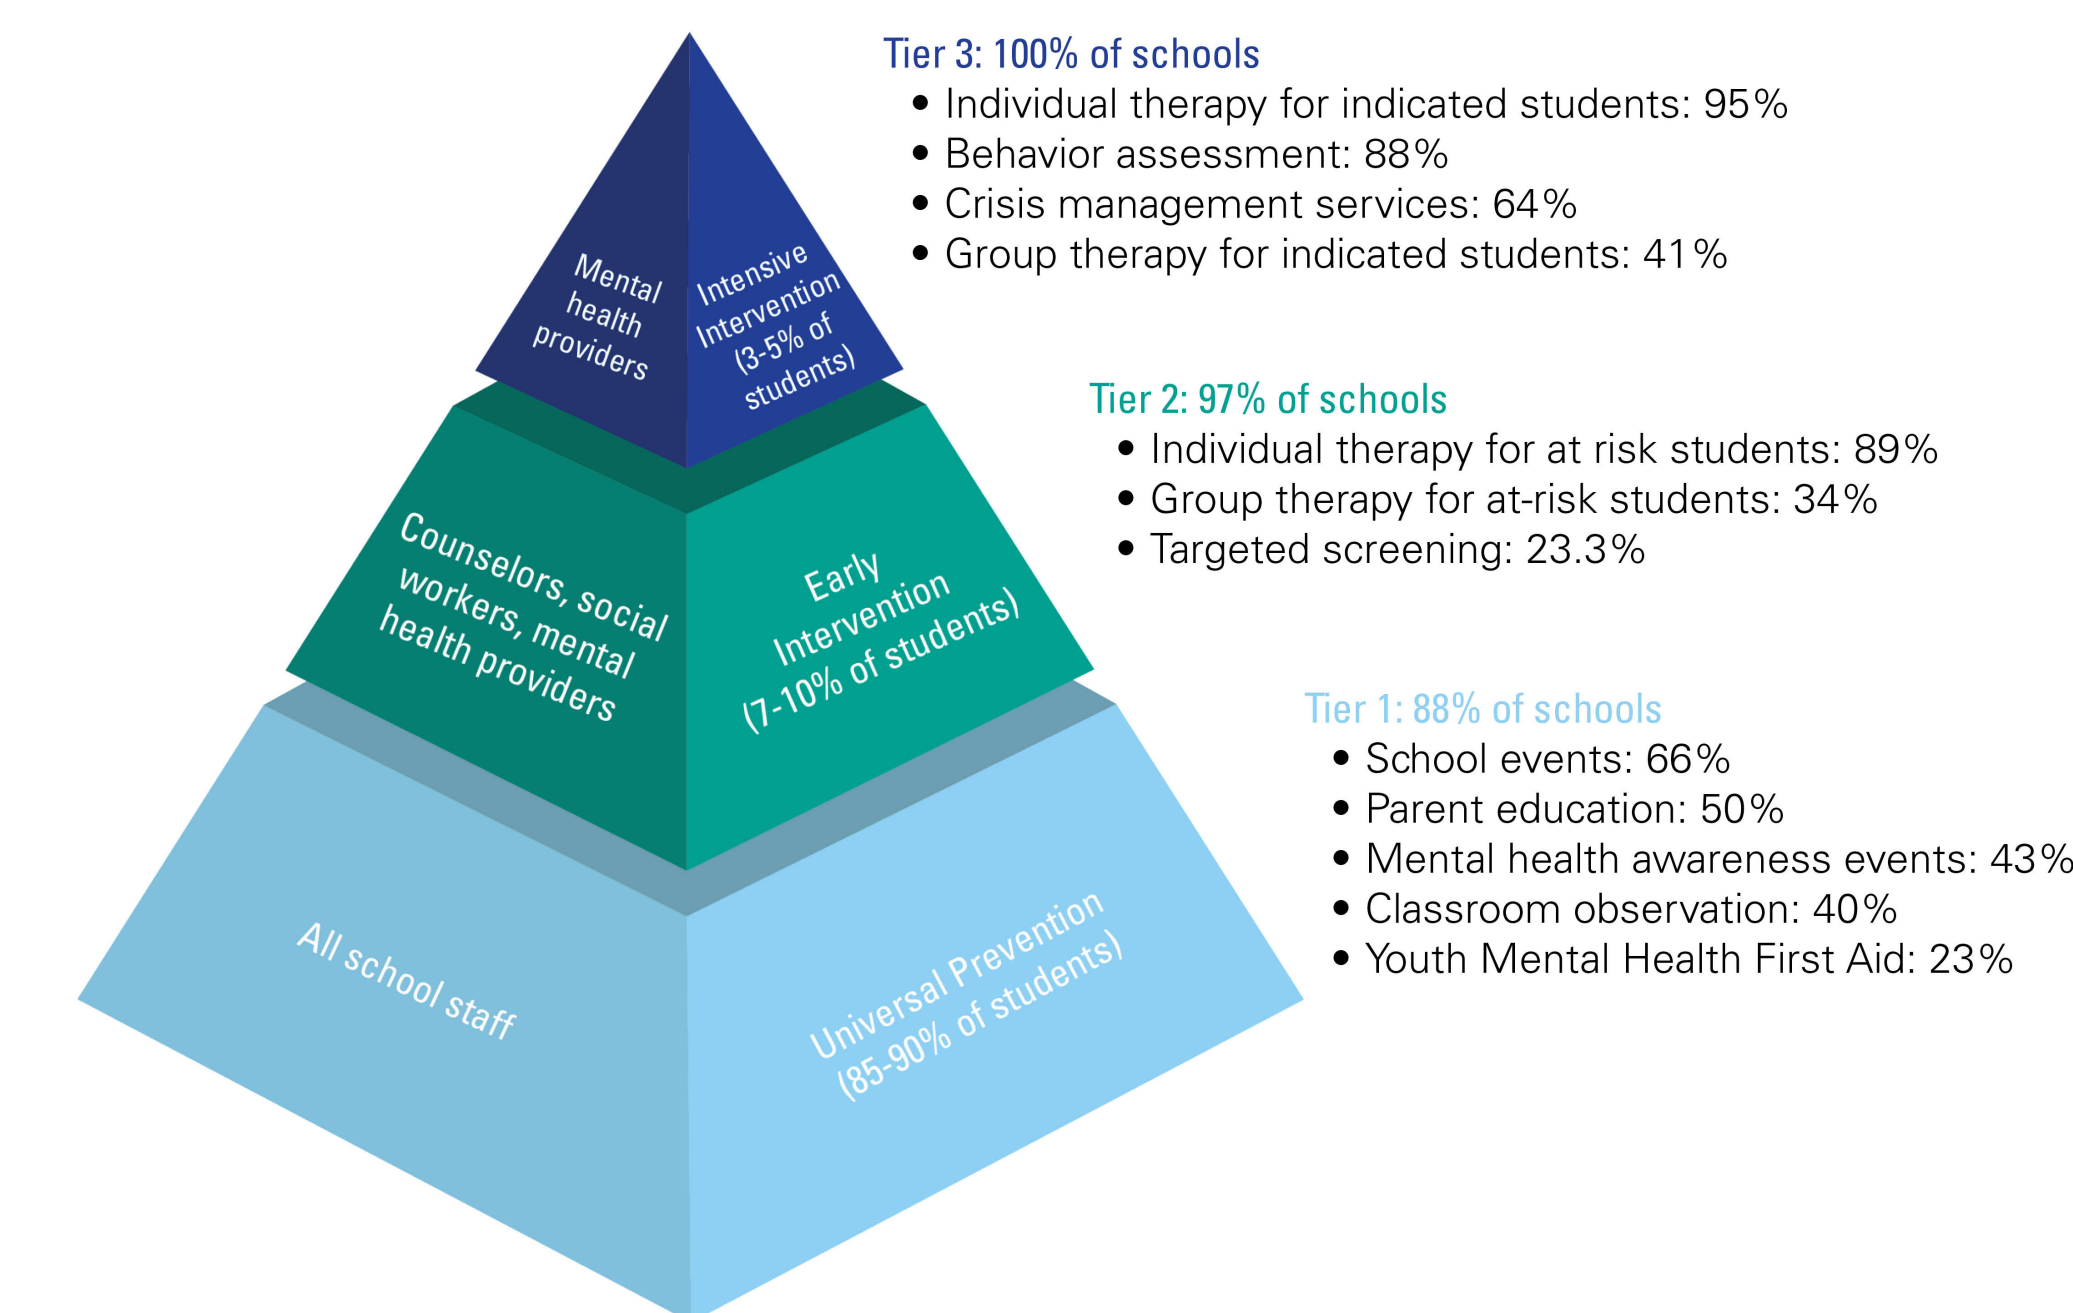 Tier 3: 100% of schools
• Individual therapy for indicated students: 95%
• Behavior assessment: 88%
• Crisis management services: 64%
• Group therapy for indicated students: 41%
Mental
health
providers
Intensive
Intervention
(3-5% of
students)
Tier 2: 97% of schools
• Individual therapy for at risk students: 89%
• Group therapy for at-risk students: 34%
• Targeted screening: 23.3%
Counselors, social
workers, mental
health providers
Early
Intervention
(7-10% of students)
Tier 1: 88% of schools
• School events: 66%
• Parent education: 50%
• Mental health awareness events: 43%
• Classroom observation: 40%
• Youth Mental Health First Aid: 23%
All school staff
Universal Prevention
(85-90% of students)